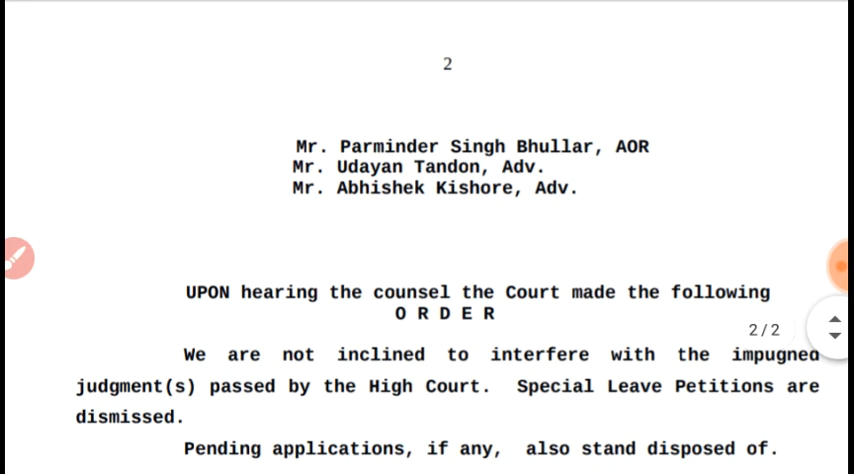 2
Mr. Parminder Singh Bhullar, AOR
Mr. Udayan Tandon, Adv.
Mr. Abhishek Kishore, Adv.
UPON hearing the counsel the Court made the following
O R D E R
2/2
We are not inclined to interfere with the impugned
judgment(s) passed by the High Court. Special Leave Petitions are
dismissed.
Pending applications, if any, also stand disposed of.